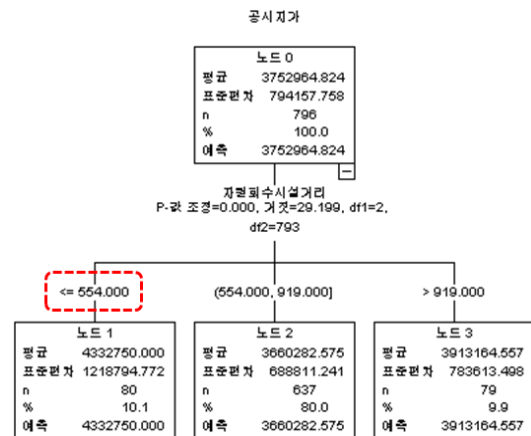 공시지가
노드 0
평균 3752964.824
표준편차 794157.758
n 796
% 100.0
예측 3752964.824
자렬회수시설거리
P-값 조정=0.000, 거짓=29.199, df1=2,
df2=793
<= 554.000 (554.000, 919.000] > 919.000
노드 1 노드 2 노드 3
평균 4332750.000 평균 3660282.575 평균 3913164.557
표준편차 1218794.772 표준편차 688811.241 표준편차 783613.498
n 80 n 637 n 79
% 10.1 % 80.0 % 9.9
예측 4332750.000 예측 3660282.575 예측 3913164.557